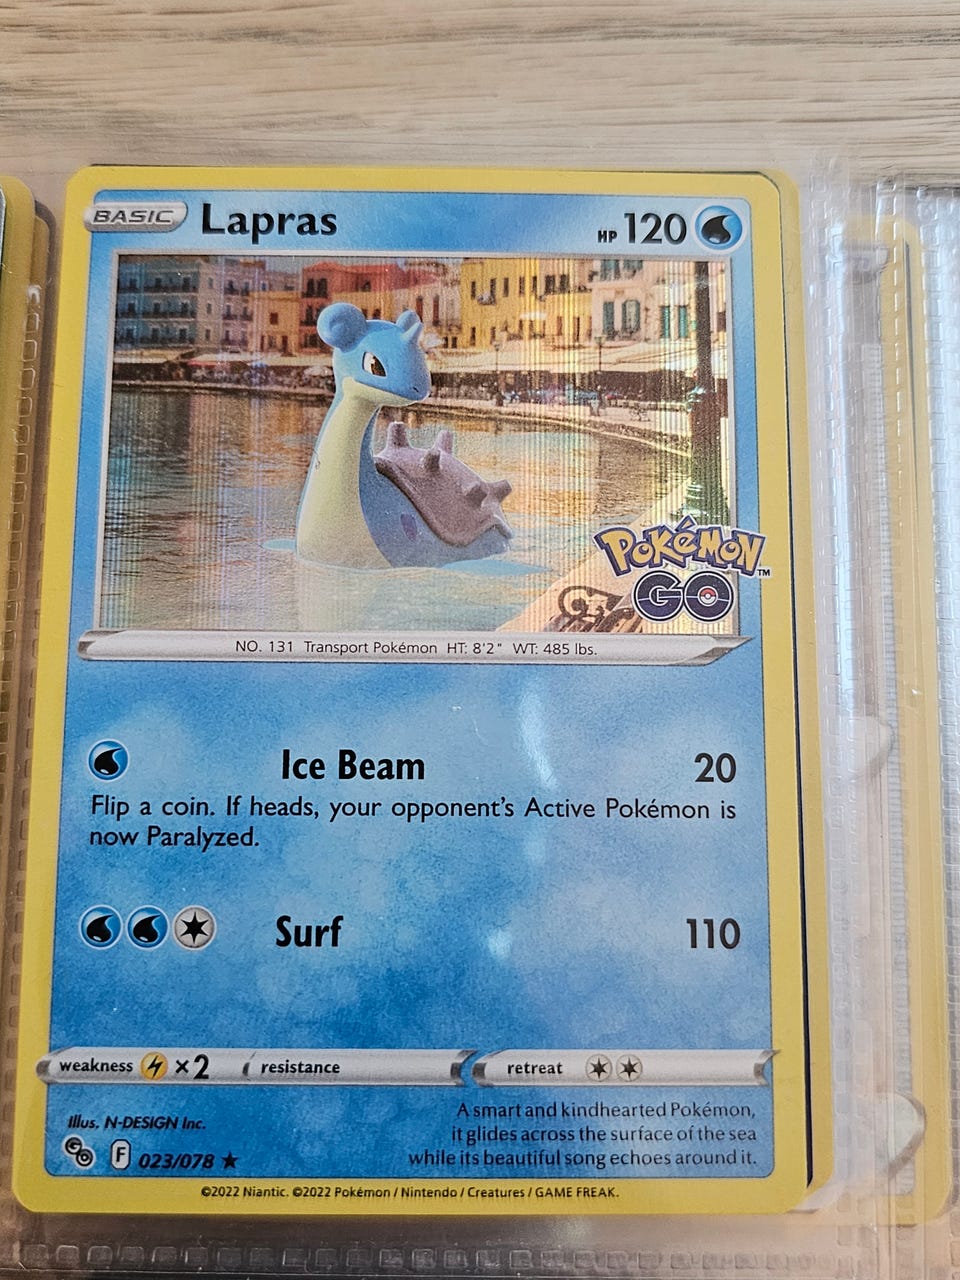 BASIC Lapras HP 120
POKéMON™
GO
NO. 131 Transport Pokémon HT: 8'2" WT: 485 lbs.
Ice Beam 20
Flip a coin. If heads, your opponent's Active Pokémon is
now Paralyzed.
Surf 110
weakness ×2 resistance retreat
Illus. N-DESIGN Inc.
A smart and kindhearted Pokémon,
it glides across the surface of the sea
while its beautiful song echoes around it.
GO F 023/078 ★
©2022 Niantic. ©2022 Pokémon / Nintendo / Creatures / GAME FREAK.